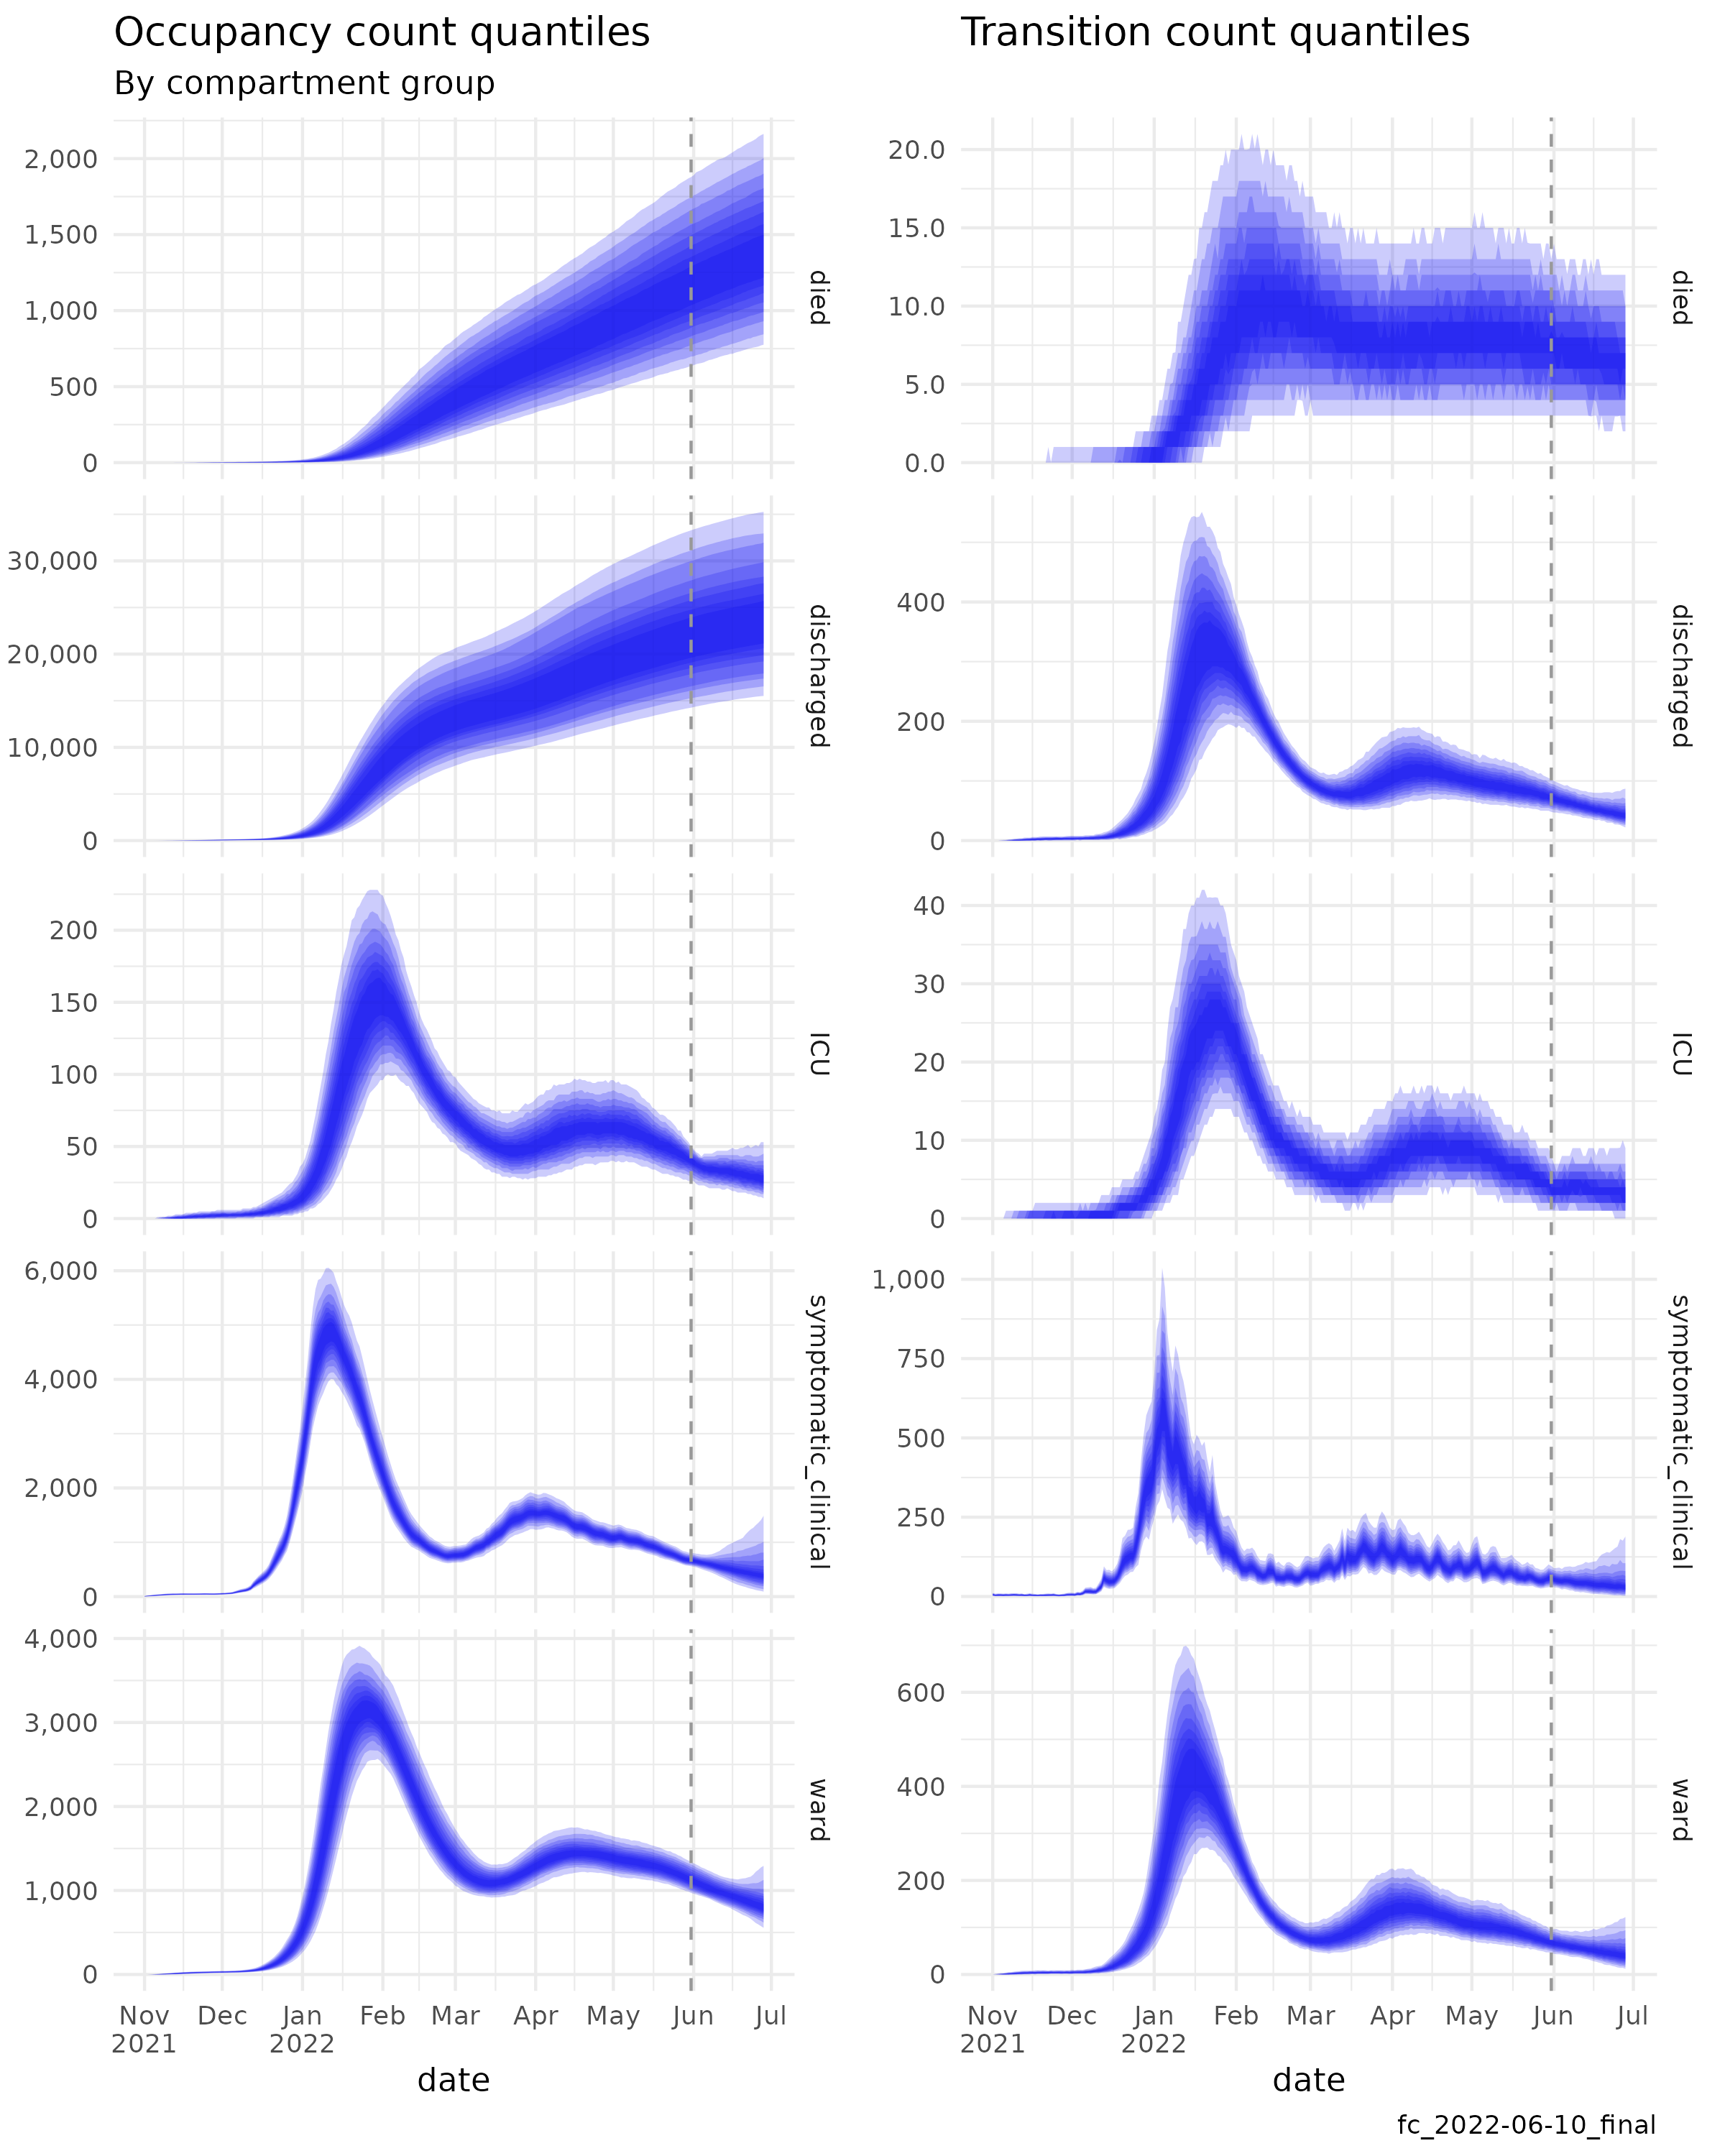 Occupancy count quantiles
By compartment group
2,000
1,500
1,000
500
0
died
30,000
20,000
10,000
0
discharged
200
150
100
50
0
ICU
6,000
4,000
2,000
0
symptomatic_clinical
4,000
3,000
2,000
1,000
0
ward
Nov Dec Jan Feb Mar Apr May Jun Jul
2021 2022
date
Transition count quantiles
20.0
15.0
10.0
5.0
0.0
died
400
200
0
discharged
40
30
20
10
0
ICU
1,000
750
500
250
0
symptomatic_clinical
600
400
200
0
ward
Nov Dec Jan Feb Mar Apr May Jun Jul
2021 2022
date
fc_2022-06-10_final